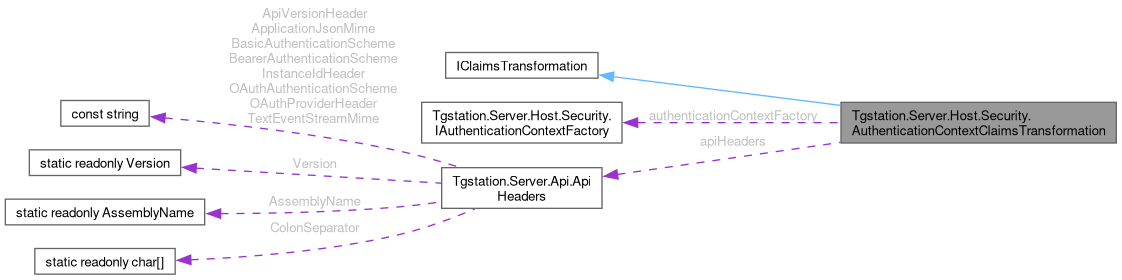 ApiVersionHeader
ApplicationJsonMime
BasicAuthenticationScheme
BearerAuthenticationScheme
InstanceIdHeader
OAuthAuthenticationScheme
OAuthProviderHeader
TextEventStreamMime
const string
static readonly Version
static readonly AssemblyName
static readonly char[]
Version
AssemblyName
ColonSeparator
IClaimsTransformation
Tgstation.Server.Host.Security.
IAuthenticationContextFactory
Tgstation.Server.Api.Api
Headers
authenticationContextFactory
apiHeaders
Tgstation.Server.Host.Security.
AuthenticationContextClaimsTransformation